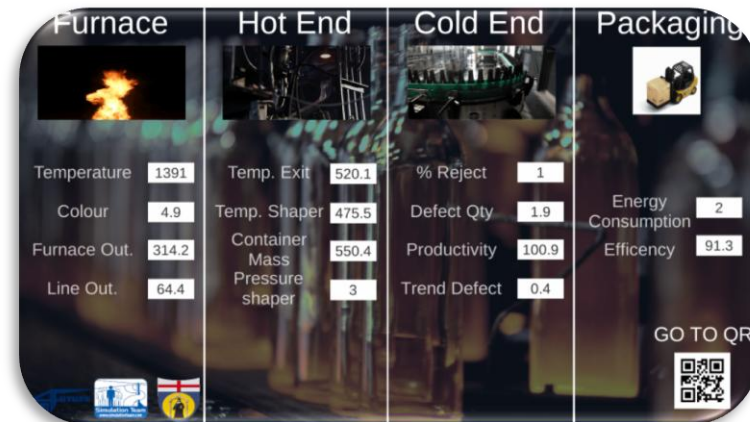 Furnace
Temperature 1391
Colour 4.9
Furnace Out. 314.2
Line Out. 64.4
Hot End
Temp. Exit 520.1
Temp. Shaper 475.5
Container
Mass 550.4
Pressure
shaper 3
Cold End
% Reject 1
Defect Qty 1.9
Productivity 100.9
Trend Defect 0.4
Packaging
Energy
Consumption 2
Efficency 91.3
GO TO QR
Simulation Team